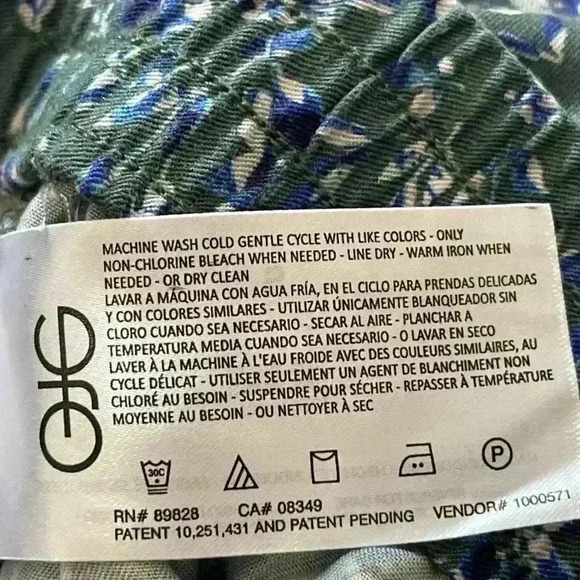 MACHINE WASH COLD GENTLE CYCLE WITH LIKE COLORS - ONLY
NON-CHLORINE BLEACH WHEN NEEDED - LINE DRY - WARM IRON WHEN
NEEDED - OR DRY CLEAN
LAVAR A MÁQUINA CON AGUA FRÍA, EN EL CICLO PARA PRENDAS DELICADAS
Y CON COLORES SIMILARES - UTILIZAR ÚNICAMENTE BLANQUEADOR SIN
CLORO CUANDO SEA NECESARIO - SECAR AL AIRE - PLANCHAR A
TEMPERATURA MEDIA CUANDO SEA NECESARIO - O LAVAR EN SECO
LAVER À LA MACHINE À L'EAU FROIDE AVEC DES COULEURS SIMILAIRES, AU
CYCLE DÉLICAT - UTILISER SEULEMENT UN AGENT DE BLANCHIMENT NON
CHLORÉ AU BESOIN - SUSPENDRE POUR SÉCHER - REPASSER À TEMPÉRATURE
MOYENNE AU BESOIN - OU NETTOYER À SEC
30C
P
RN# 89828 CA# 08349
PATENT 10,251,431 AND PATENT PENDING VENDOR# 1000571